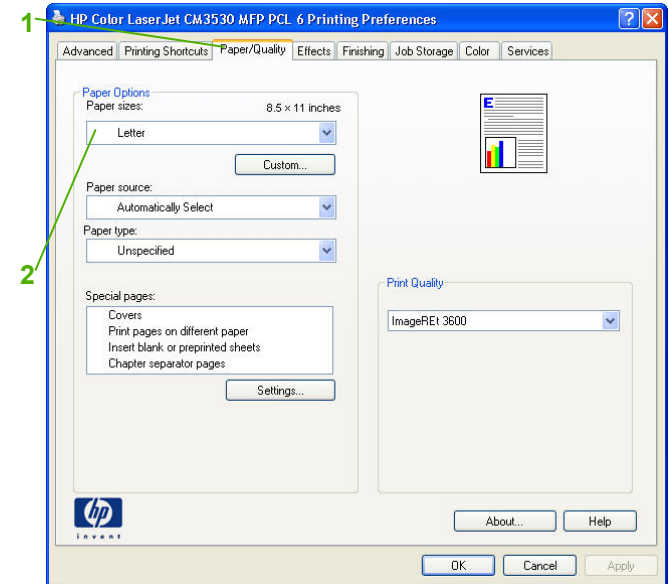 1
HP Color LaserJet CM3530 MFP PCL 6 Printing Preferences
Advanced Printing Shortcuts Paper/Quality Effects Finishing Job Storage Color Services
Paper Options
Paper sizes: 8.5 × 11 inches
Letter
E
Custom...
Paper source:
Automatically Select
Paper type:
Unspecified
2
Print Quality
Special pages:
Covers
ImageREt 3600
Print pages on different paper
Insert blank or preprinted sheets
Chapter separator pages
Settings...
hp
invent
About... Help
OK Cancel Apply